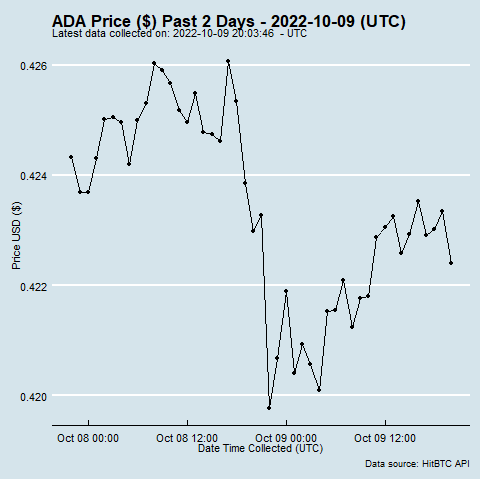 ADA Price ($) Past 2 Days - 2022-10-09 (UTC)
Latest data collected on: 2022-10-09 20:03:46  - UTC
0.426
0.424
0.422
0.420
Price USD ($)
Oct 08 00:00
Oct 08 12:00
Oct 09 00:00
Oct 09 12:00
Date Time Collected (UTC)
Data source: HitBTC API